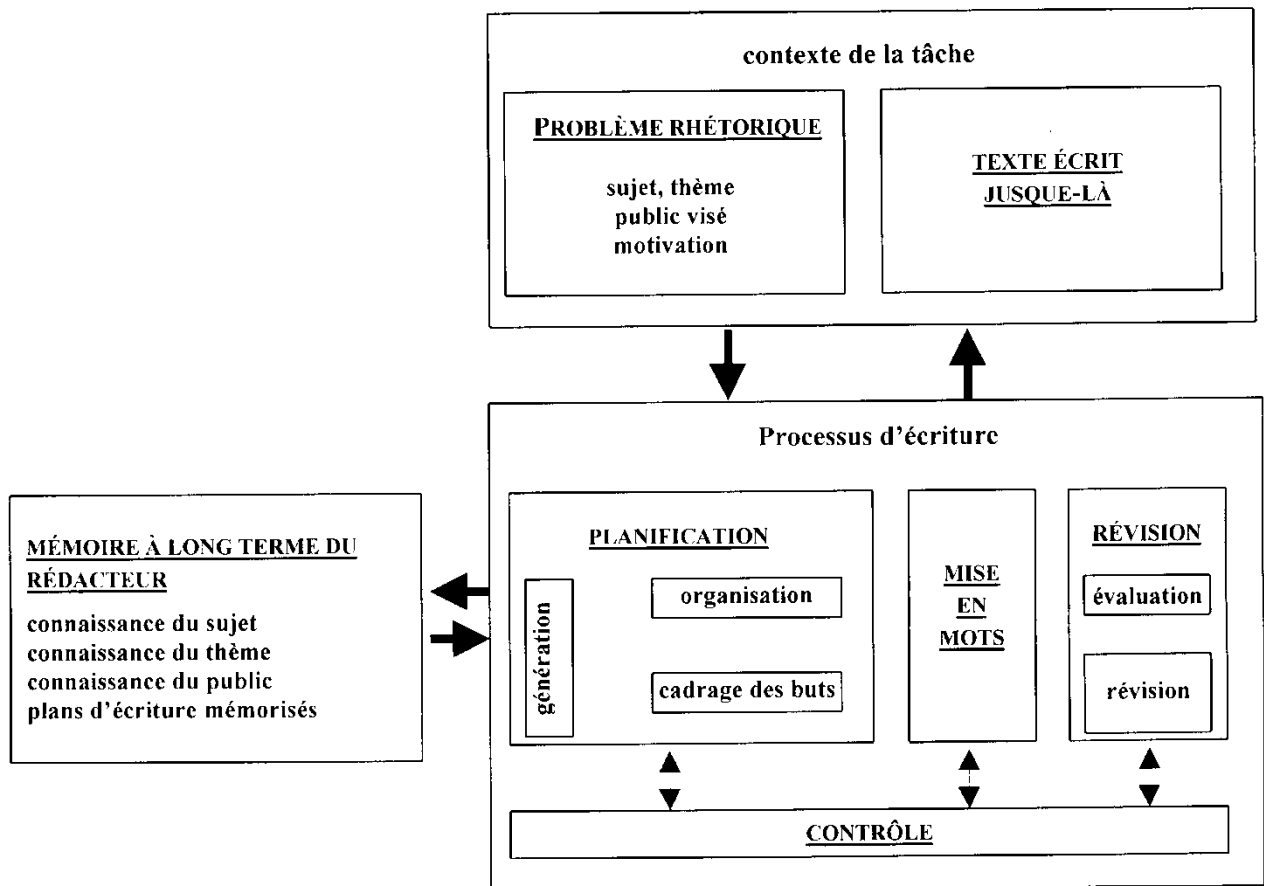 contexte de la tâche
PROBLÈME RHÉTORIQUE
sujet, thème
public visé
motivation
TEXTE ÉCRIT
JUSQUE-LÀ
Processus d'écriture
MÉMOIRE À LONG TERME DU
RÉDACTEUR
connaissance du sujet
connaissance du thème
connaissance du public
plans d'écriture mémorisés
PLANIFICATION
génération
organisation
cadrage des buts
MISE
EN
MOTS
RÉVISION
évaluation
révision
CONTRÔLE